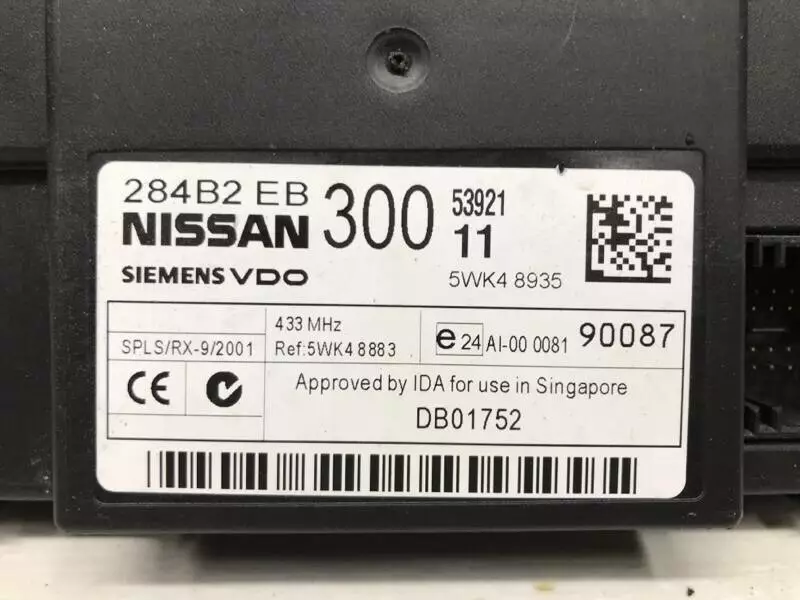 284B2 EB 300 53921
NISSAN 11
SIEMENS VDO 5WK4 8935
433 MHz
SPLS/RX-9/2001 Ref:5WK4 8883 e24 AI-00 0081 90087
CE Approved by IDA for use in Singapore
DB01752